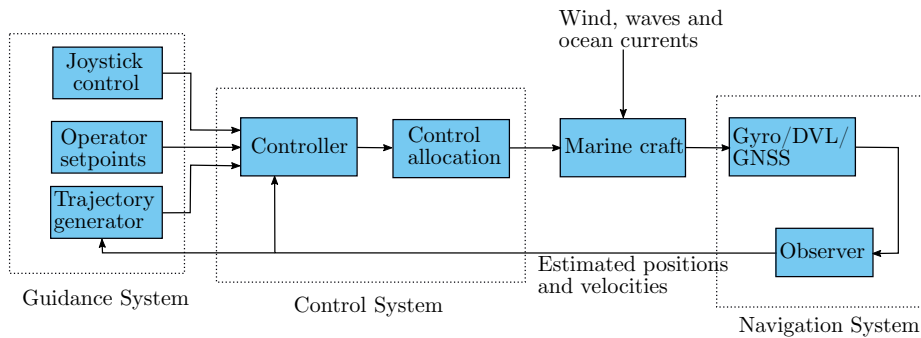 Wind, waves and
ocean currents
Joystick
control
Operator
setpoints
Trajectory
generator
Guidance System
Controller
Control
allocation
Control System
Marine craft
Gyro/DVL/
GNSS
Observer
Estimated positions
and velocities
Navigation System